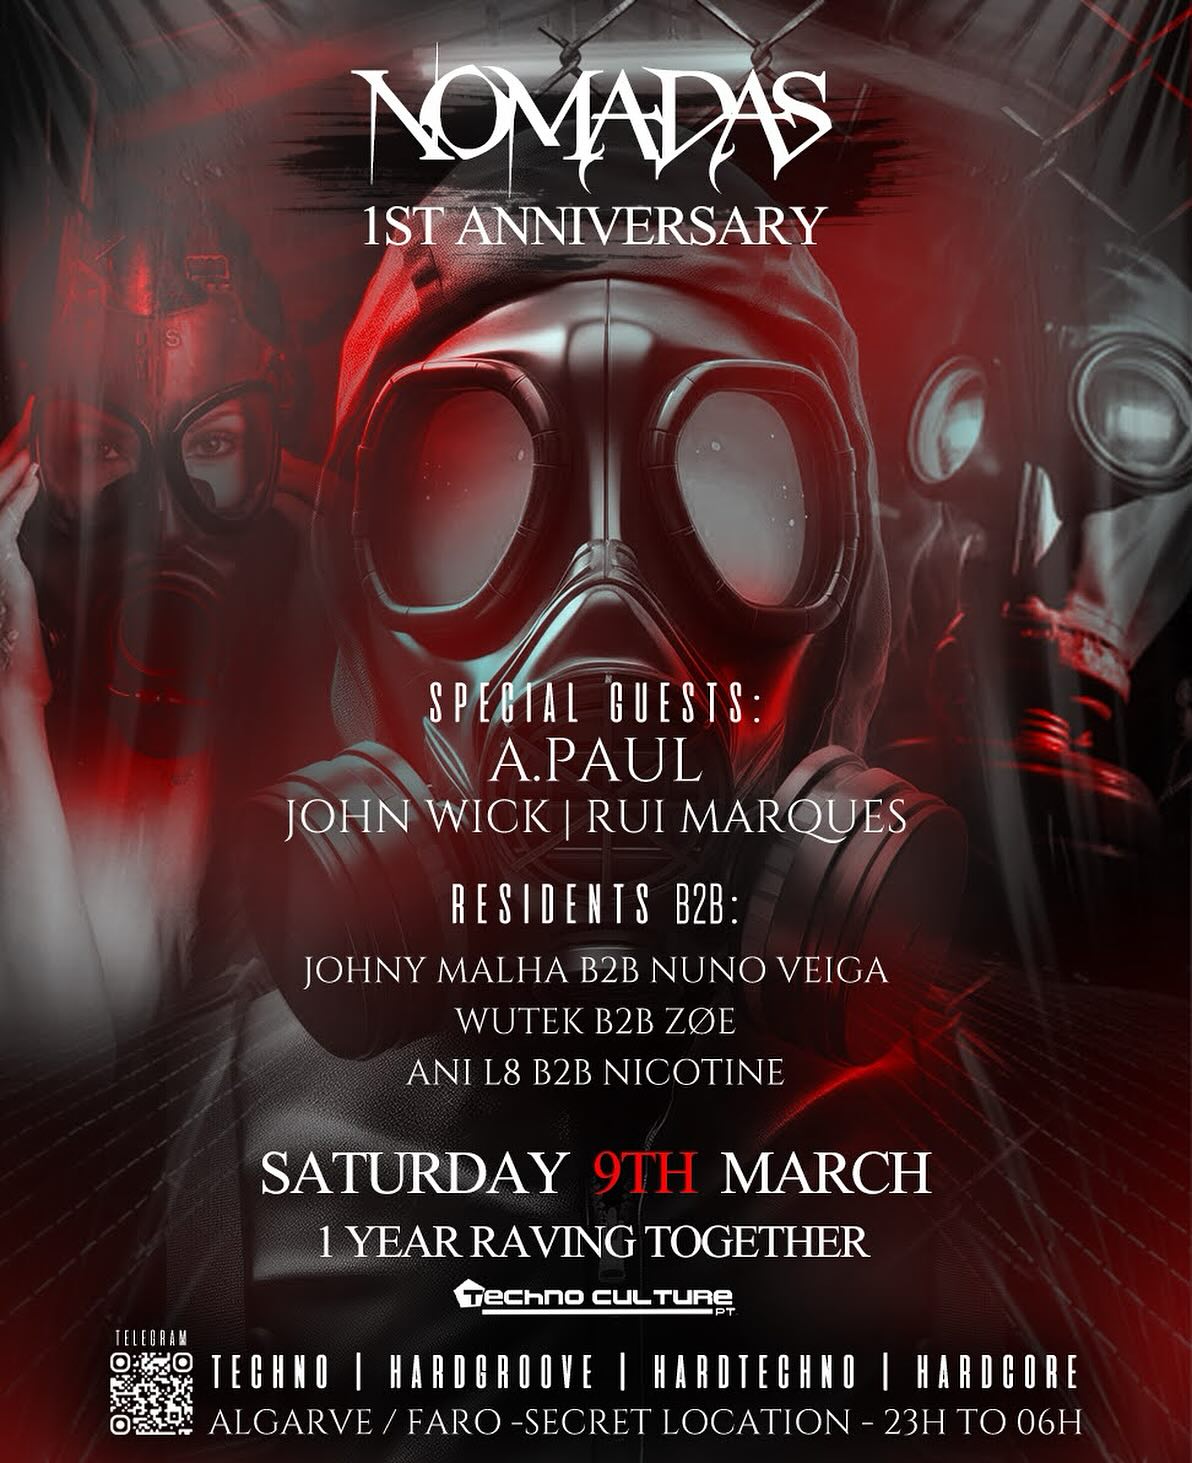 NOMADAS
1ST ANNIVERSARY
SPECIAL GUESTS:
A.PAUL
JOHN WICK | RUI MARQUES
RESIDENTS B2B:
JOHNY MALHA B2B NUNO VEIGA
WUTEK B2B ZØE
ANI L8 B2B NICOTINE
SATURDAY 9TH MARCH
1 YEAR RAVING TOGETHER
TECHNO CULTURE
PT
TELEGRAM
TECHNO | HARDGROOVE | HARDTECHNO | HARDCORE
ALGARVE / FARO -SECRET LOCATION - 23H TO 06H